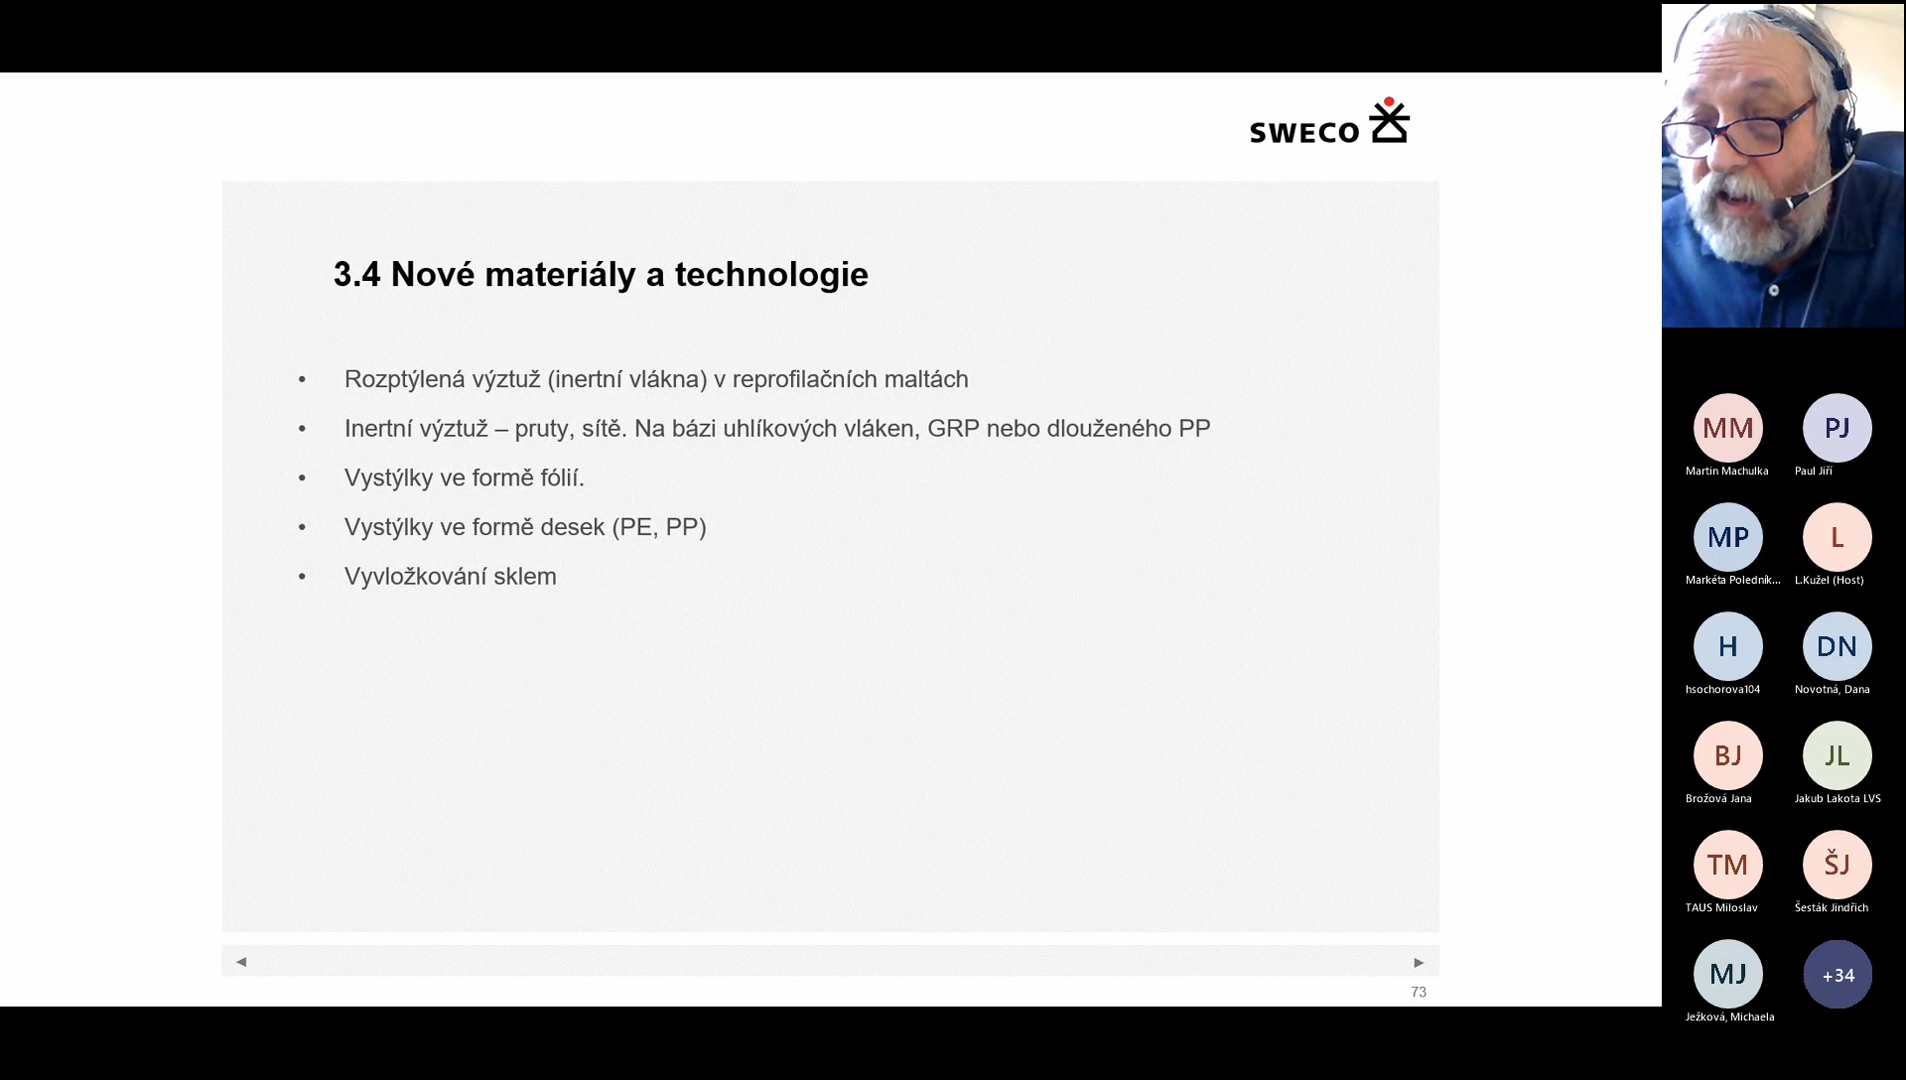 SWECO
3.4 Nové materiály a technologie
• Rozptýlená výztuž (inertní vlákna) v reprofilačních maltách
• Inertní výztuž – pruty, sítě. Na bázi uhlíkových vláken, GRP nebo dlouženého PP
• Vystýlky ve formě fólií.
• Vystýlky ve formě desek (PE, PP)
• Vyvložkování sklem
73
MM
PJ
Martin Machulka
Paul Jiří
MP
L
Markéta Poledník...
L.Kužel (Host)
H
DN
hsochorova104
Novotná, Dana
BJ
JL
Brožová Jana
Jakub Lakota LVS
TM
ŠJ
TAUS Miloslav
Šesták Jindřich
MJ
+34
Ježková, Michaela